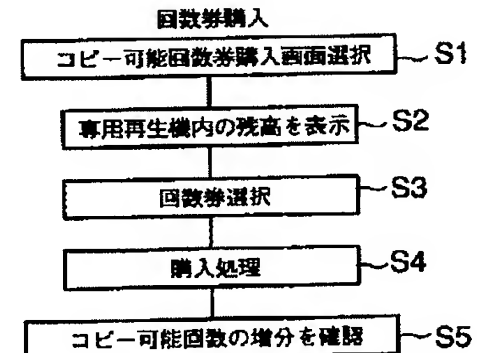 回数券購入
コピー可能回数券購入画面選択 S1
専用再生機内の残高を表示 S2
回数券選択 S3
購入処理 S4
コピー可能回数の増分を確認 S5